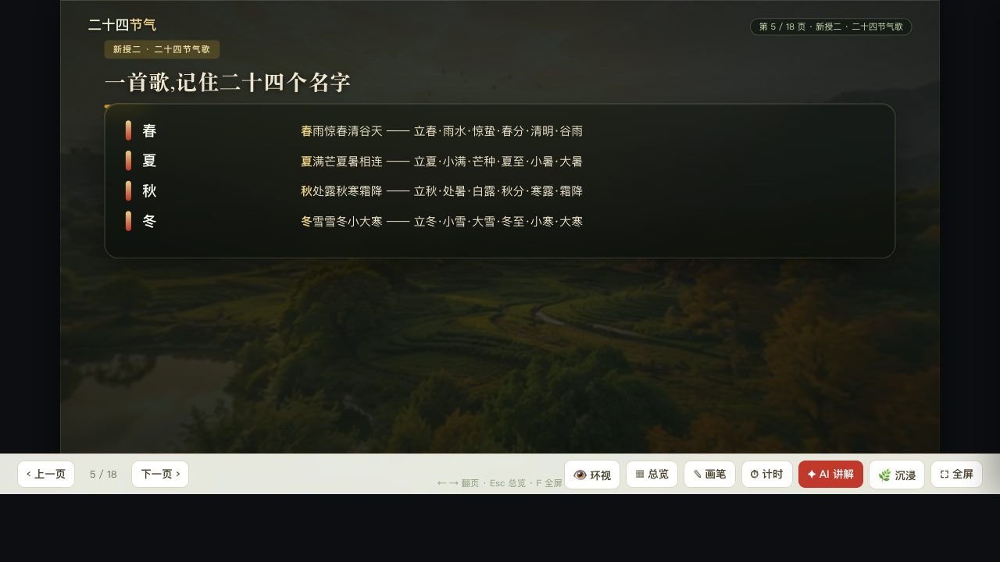 二十四节气
第 5 / 18 页 · 新授二 · 二十四节气歌
新授二 · 二十四节气歌
一首歌,记住二十四个名字
春 春雨惊春清谷天 —— 立春·雨水·惊蛰·春分·清明·谷雨
夏 夏满芒夏暑相连 —— 立夏·小满·芒种·夏至·小暑·大暑
秋 秋处露秋寒霜降 —— 立秋·处暑·白露·秋分·寒露·霜降
冬 冬雪雪冬小大寒 —— 立冬·小雪·大雪·冬至·小寒·大寒
‹ 上一页 5 / 18 下一页 › ← → 翻页 · Esc 总览 · F 全屏 环视 总览 画笔 计时 AI 讲解 沉浸 全屏